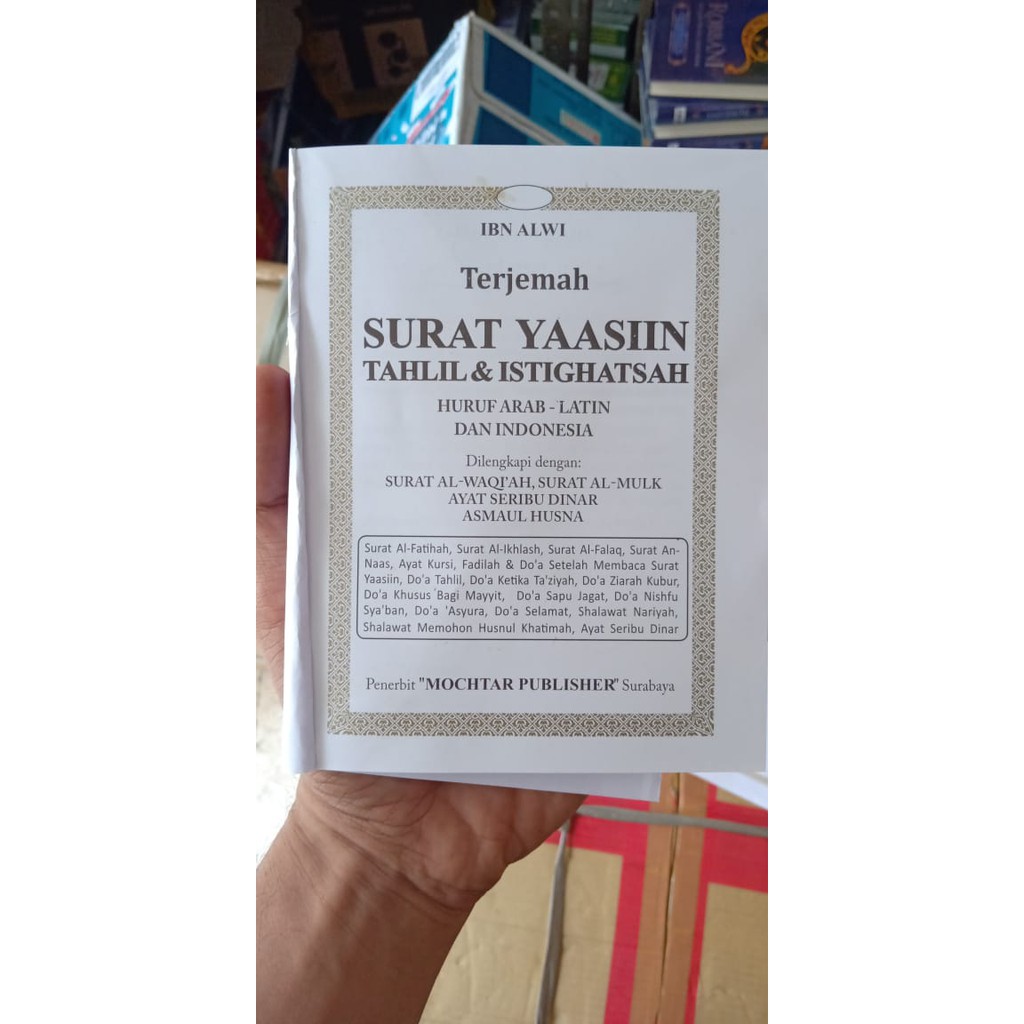 IBN ALWI
Terjemah
SURAT YAASIIN
TAHLIL & ISTIGHATSAH
HURUF ARAB - LATIN
DAN INDONESIA
Dilengkapi dengan:
SURAT AL-WAQI'AH, SURAT AL-MULK
AYAT SERIBU DINAR
ASMAUL HUSNA
Surat Al-Fatihah, Surat Al-Ikhlash, Surat Al-Falaq, Surat An-
Naas, Ayat Kursi, Fadilah & Do'a Setelah Membaca Surat
Yaasiin, Do'a Tahlil, Do'a Ketika Ta'ziyah, Do'a Ziarah Kubur,
Do'a Khusus Bagi Mayyit, Do'a Sapu Jagat, Do'a Nishfu
Sya'ban, Do'a 'Asyura, Do'a Selamat, Shalawat Nariyah,
Shalawat Memohon Husnul Khatimah, Ayat Seribu Dinar
Penerbit "MOCHTAR PUBLISHER" Surabaya